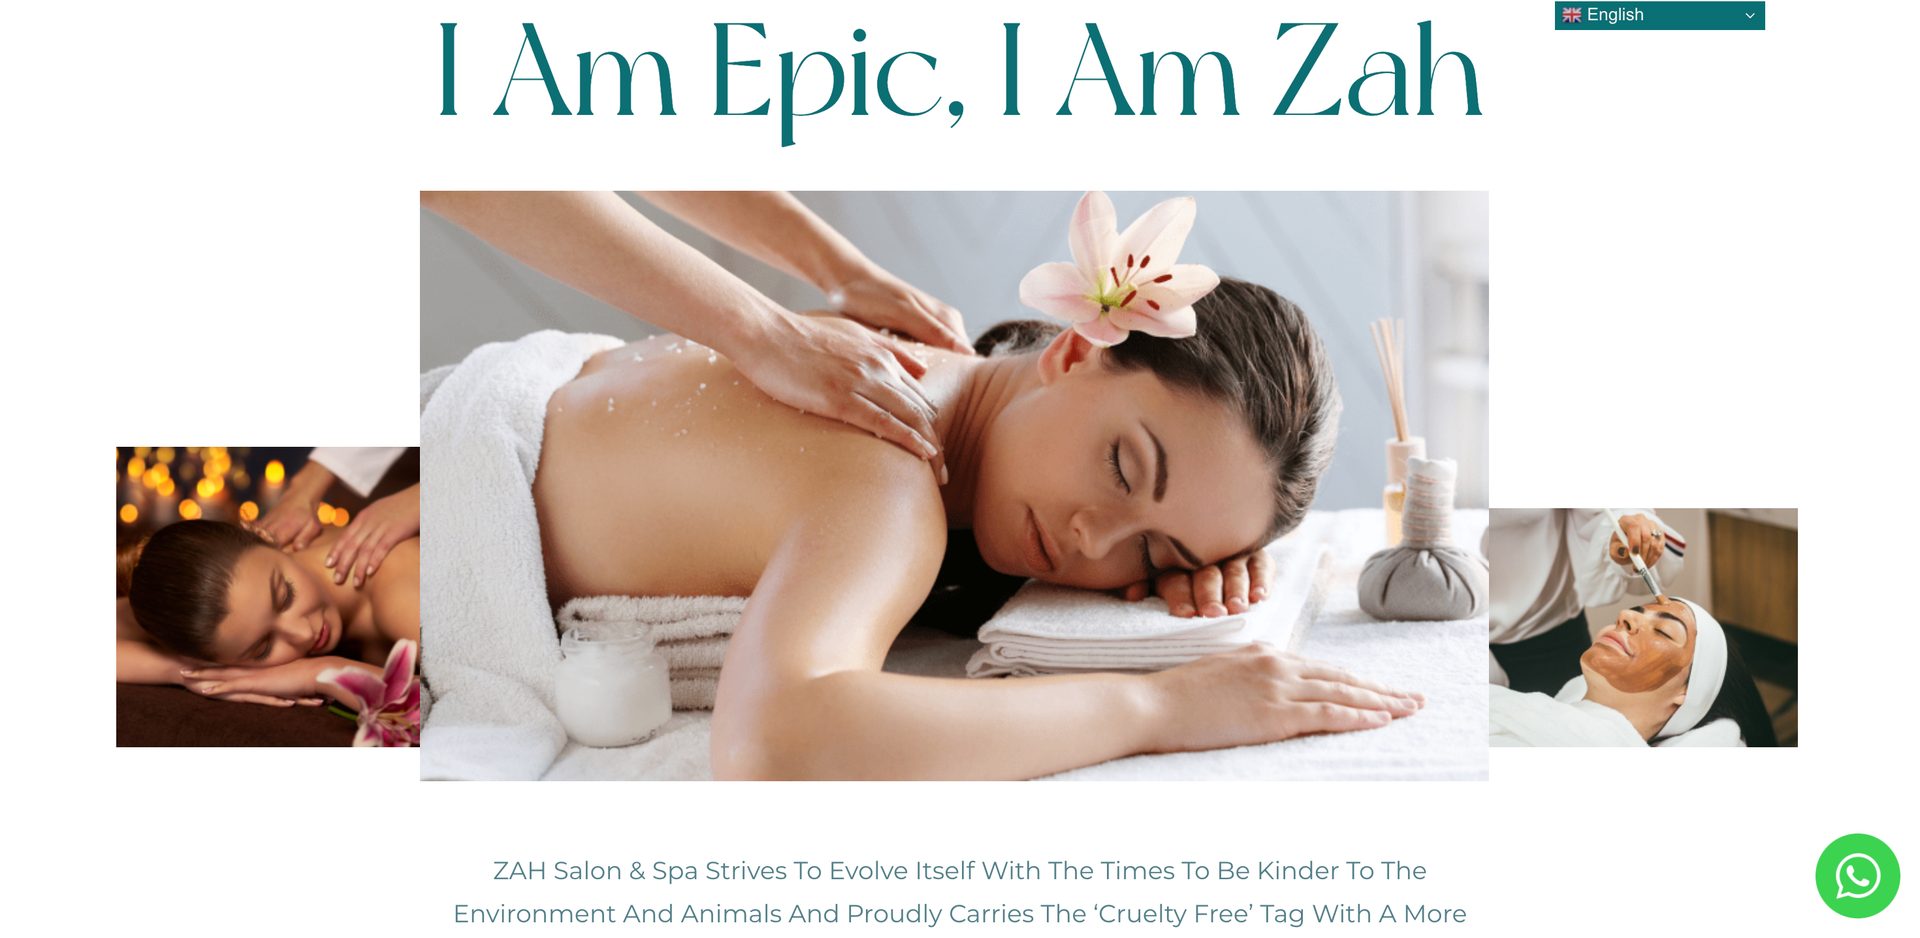 I Am Epic, I Am Zah
English
ZAH Salon & Spa Strives To Evolve Itself With The Times To Be Kinder To The
Environment And Animals And Proudly Carries The ‘Cruelty Free’ Tag With A More